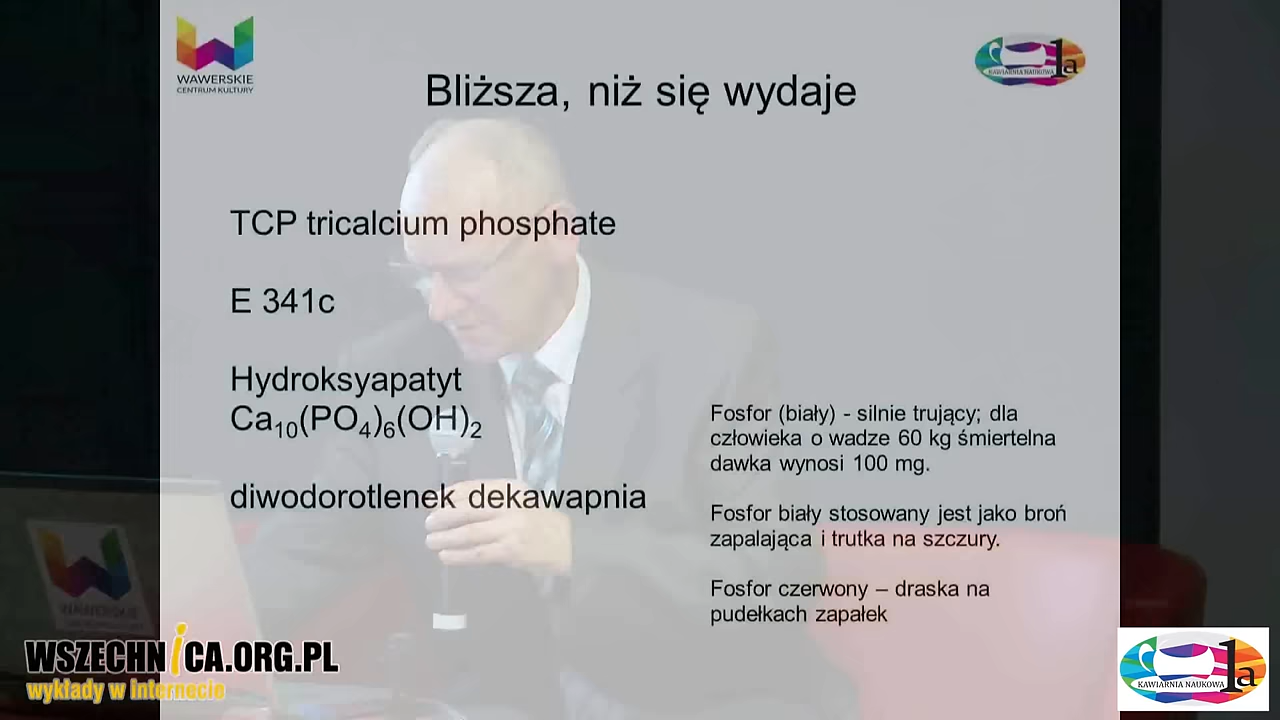 WAWERSKIE
CENTRUM KULTURY
KAWIARNIA NAUKOWA 1a
Bliższa, niż się wydaje
TCP tricalcium phosphate
E 341c
Hydroksyapatyt
Ca₁₀(PO₄)₆(OH)₂
diwodorotlenek dekawapnia
Fosfor (biały) - silnie trujący; dla
człowieka o wadze 60 kg śmiertelna
dawka wynosi 100 mg.
Fosfor biały stosowany jest jako broń
zapalająca i trutka na szczury.
Fosfor czerwony – draska na
pudełkach zapałek
WAWERSKIE
WSZECHNICA.ORG.PL
wykłady w internecie
KAWIARNIA NAUKOWA 1a